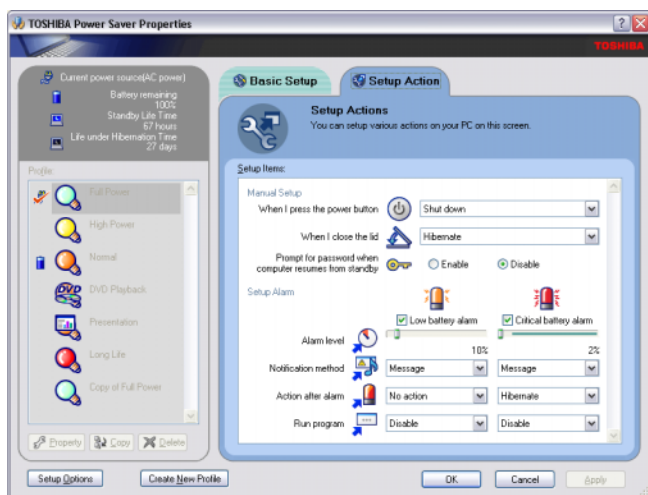 TOSHIBA Power Saver Properties
TOSHIBA
Current power source(AC power)
Battery remaining
100%
Standby Life Time
67 hours
Life under Hibernation Time
27 days
Profile:
Full Power
High Power
Normal
DVD
DVD Playback
Presentation
Long Life
Copy of Full Power
Property
Copy
Delete
Setup Options
Create New Profile
Basic Setup
Setup Action
Setup Actions
You can setup various actions on your PC on this screen.
Setup Items:
Manual Setup
When I press the power button
Shut down
When I close the lid
Hibernate
Prompt for password when
computer resumes from standby
Enable
Disable
Setup Alarm
Low battery alarm
Critical battery alarm
Alarm level
10%
2%
Notification method
Message
Message
Action after alarm
No action
Hibernate
Run program
Disable
Disable
OK
Cancel
Apply